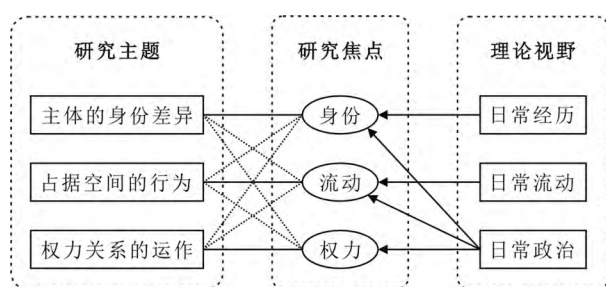 研究主题 研究焦点 理论视野
主体的身份差异 身份 日常经历
占据空间的行为 流动 日常流动
权力关系的运作 权力 日常政治